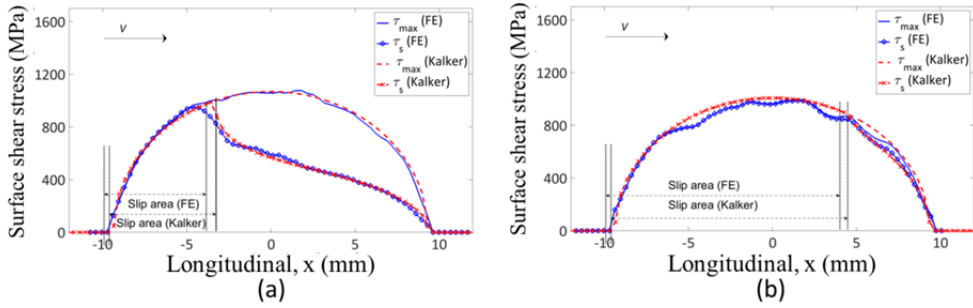 Surface shear stress (MPa)
1600
1200
800
400
0
v
τmax (FE)
τs (FE)
τmax (Kalker)
τs (Kalker)
Slip area (FE)
Slip area (Kalker)
-10 -5 0 5 10
Longitudinal, x (mm)
(a)
Surface shear stress (MPa)
1600
1200
800
400
0
v
τmax (FE)
τs (FE)
τmax (Kalker)
τs (Kalker)
Slip area (FE)
Slip area (Kalker)
-10 -5 0 5 10
Longitudinal, x (mm)
(b)